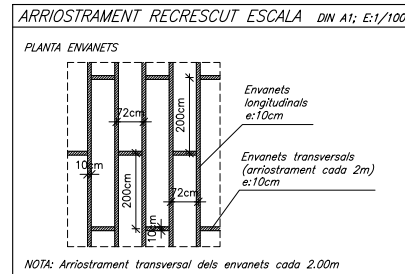 ARRIOSTRAMENT RECRESCUT ESCALA DIN A1; E:1/100
PLANTA ENVANETS
72cm
200cm
Envanets
longitudinals
e:10cm
10cm
200cm
72cm
10cm
Envanets transversals
(arriostrament cada 2m)
e:10cm
NOTA: Arriostrament transversal dels envanets cada 2.00m